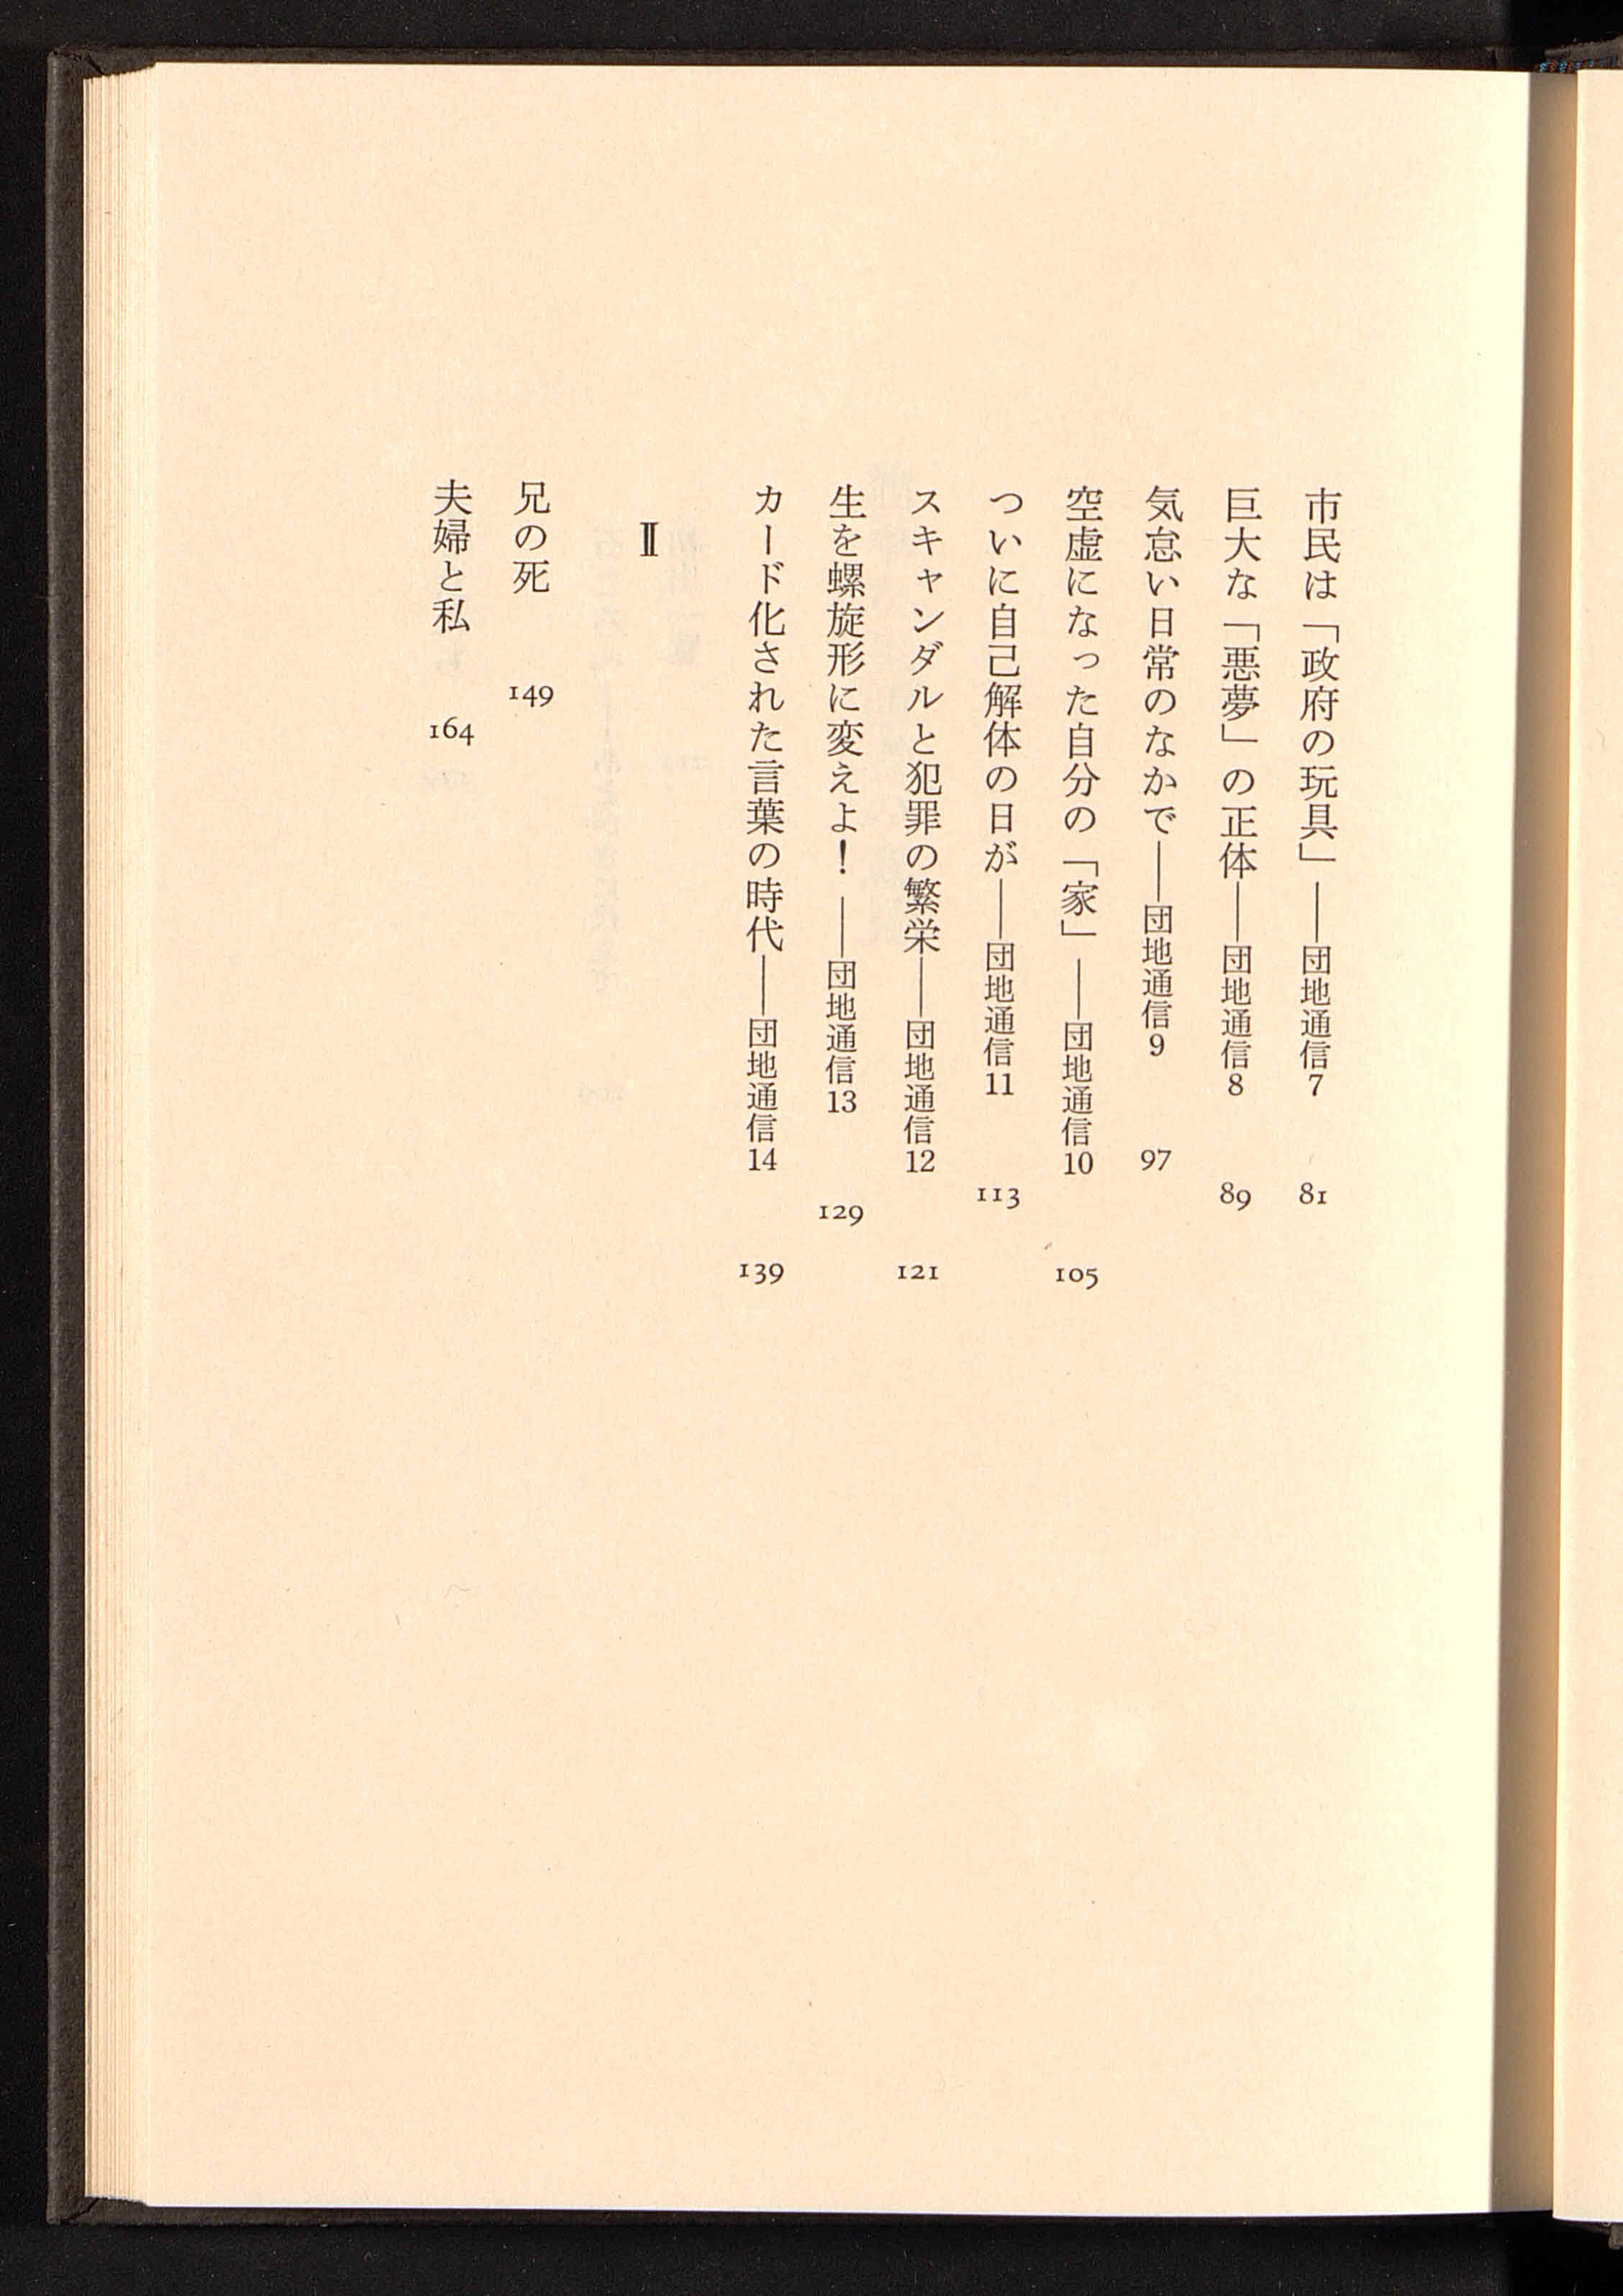 市民は「政府の玩具」――団地通信7 81
巨大な「悪夢」の正体――団地通信8 89
気怠い日常のなかで――団地通信9 97
空虚になった自分の「家」――団地通信10 105
ついに自己解体の日が――団地通信11 113
スキャンダルと犯罪の繁栄――団地通信12 121
生を螺旋形に変えよ！――団地通信13 129
カード化された言葉の時代――団地通信14 139
Ⅱ
兄の死 149
夫婦と私 164